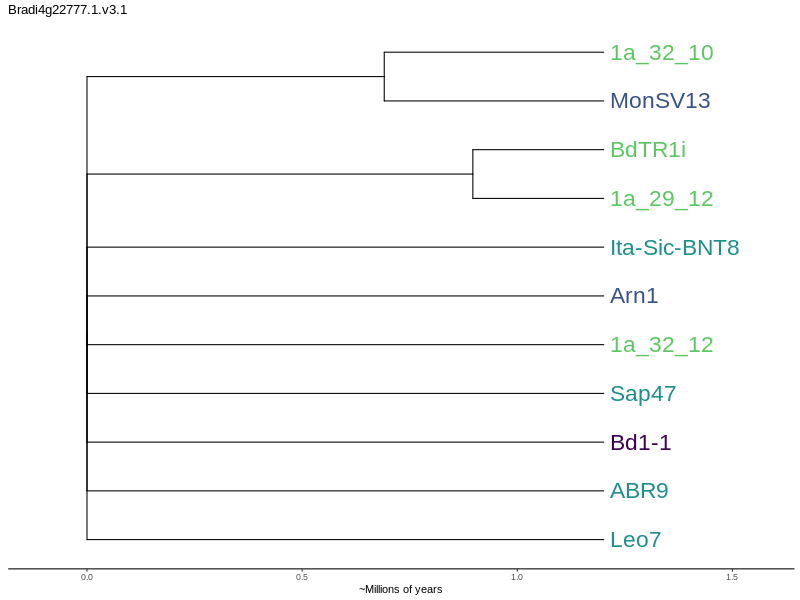 Bradi4g22777.1.v3.1
1a_32_10
MonSV13
BdTR1i
1a_29_12
Ita-Sic-BNT8
Arn1
1a_32_12
Sap47
Bd1-1
ABR9
Leo7
0.0 0.5 1.0 1.5
~Millions of years